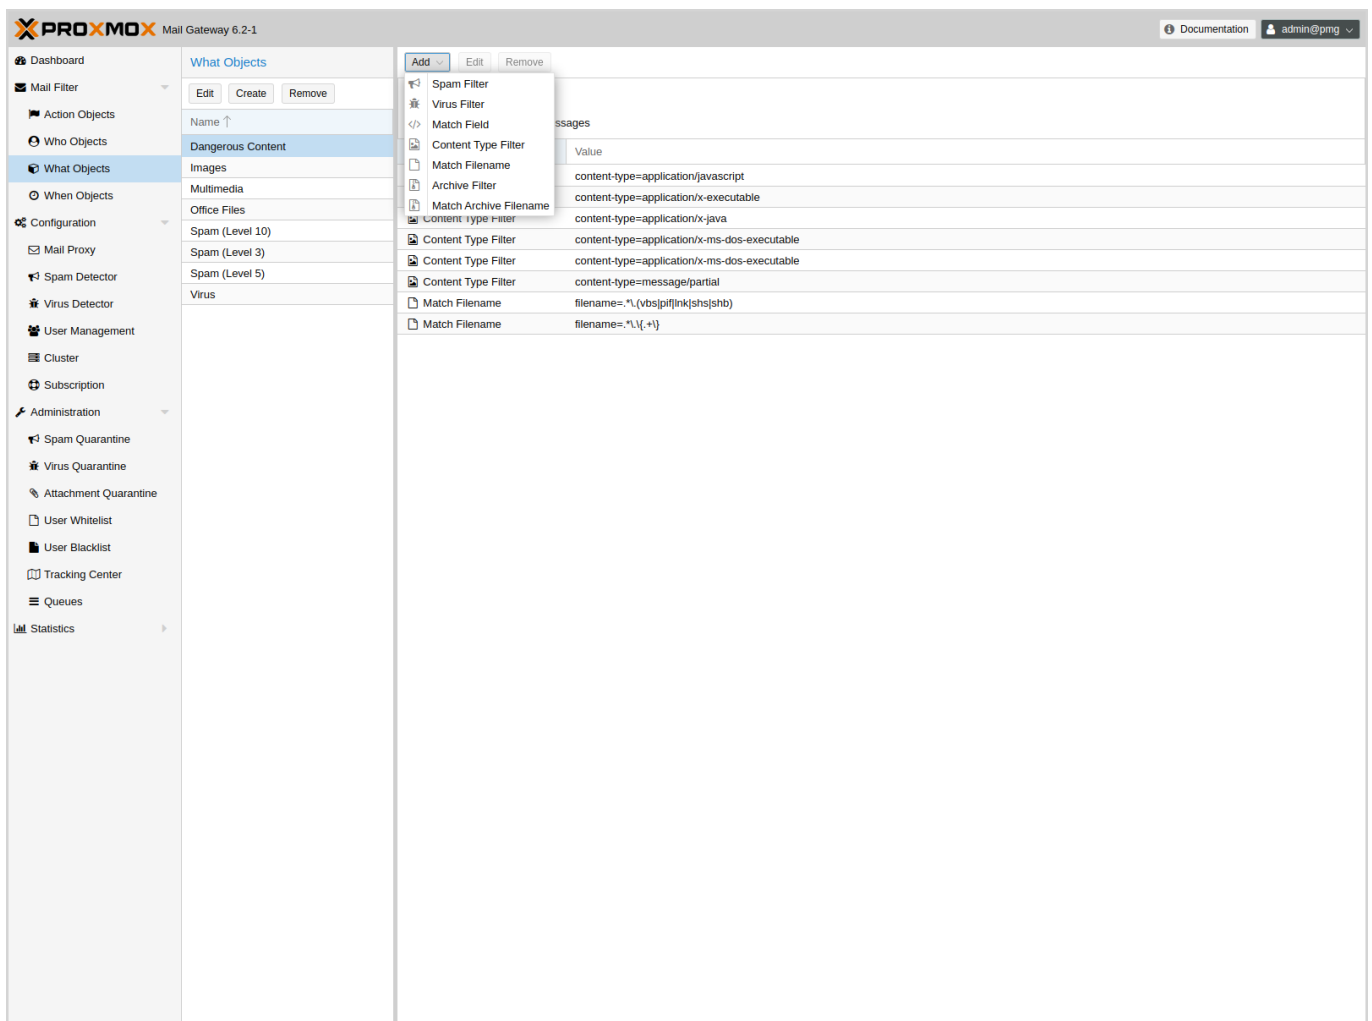 PROXMOX Mail Gateway 6.2-1
Documentation
admin@pmg
Dashboard
Mail Filter
Action Objects
Who Objects
What Objects
When Objects
Configuration
Mail Proxy
Spam Detector
Virus Detector
User Management
Cluster
Subscription
Administration
Spam Quarantine
Virus Quarantine
Attachment Quarantine
User Whitelist
User Blacklist
Tracking Center
Queues
Statistics
What Objects
Edit Create Remove
Name
Dangerous Content
Images
Multimedia
Office Files
Spam (Level 10)
Spam (Level 3)
Spam (Level 5)
Virus
Add Edit Remove
Spam Filter
Virus Filter
Match Field
Content Type Filter
Match Filename
Archive Filter
Match Archive Filename
ssages
Value
content-type=application/javascript
content-type=application/x-executable
Content Type Filter content-type=application/x-java
Content Type Filter content-type=application/x-ms-dos-executable
Content Type Filter content-type=application/x-ms-dos-executable
Content Type Filter content-type=message/partial
Match Filename filename=.*\.(vbs|pif|lnk|shs|shb)
Match Filename filename=.*\.\{.+\}